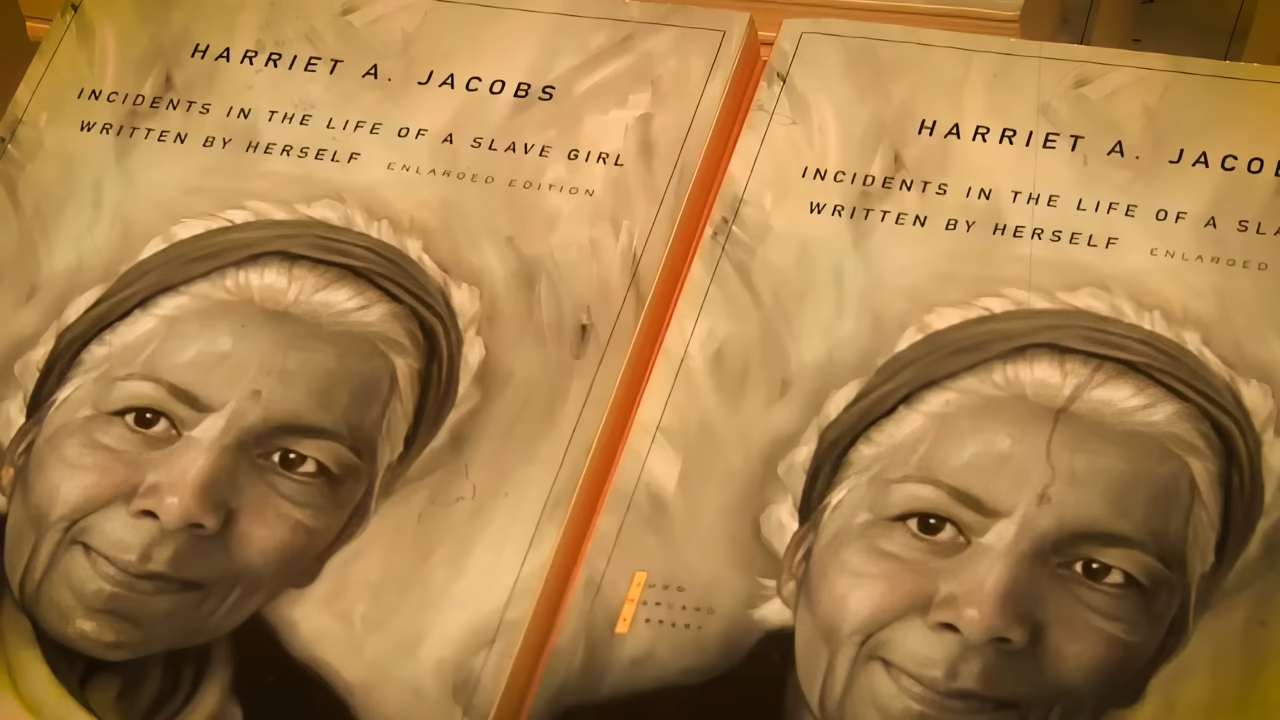 HARRIET A. JACOBS
INCIDENTS IN THE LIFE OF A SLAVE GIRL
WRITTEN BY HERSELF ENLARGED EDITION
HARRIET A. JACOB
INCIDENTS IN THE LIFE OF A SLA
WRITTEN BY HERSELF ENLARGED